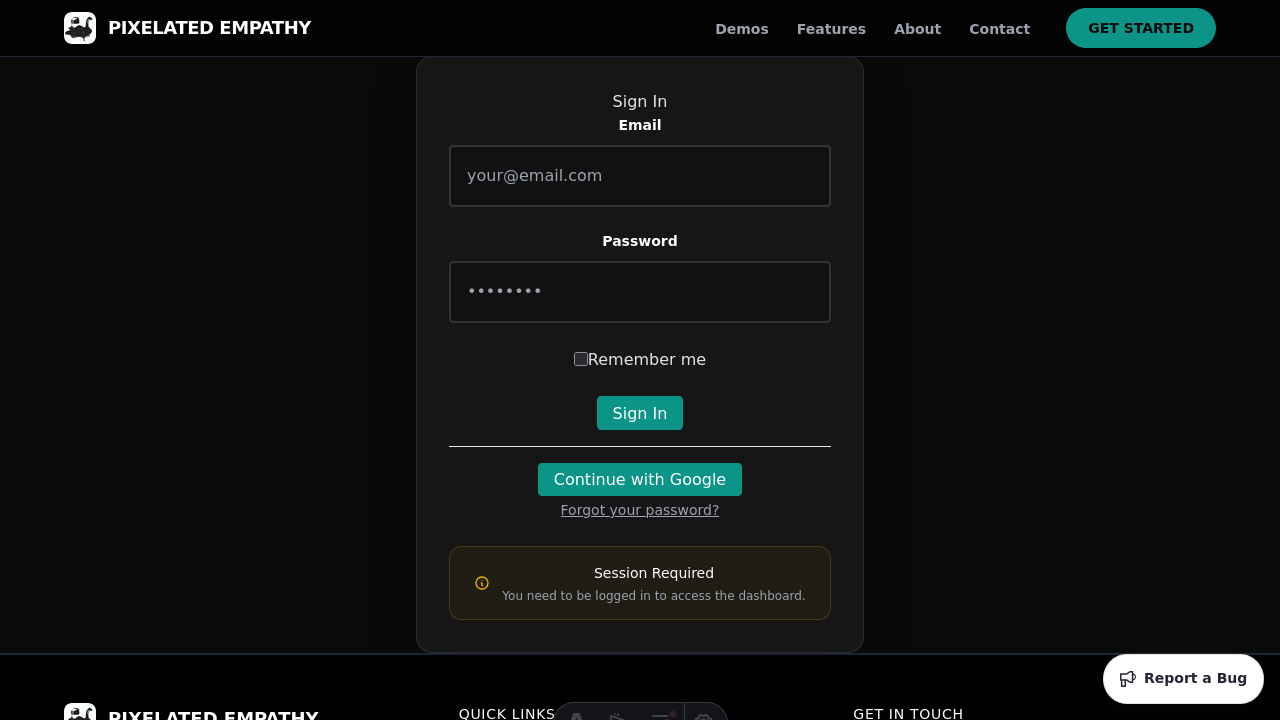 PIXELATED EMPATHY
Demos
Features
About
Contact
GET STARTED
Sign In
Email
your@email.com
Password
••••••••
Remember me
Sign In
Continue with Google
Forgot your password?
Session Required
You need to be logged in to access the dashboard.
Report a Bug
PIXELATED EMPATHY
QUICK LINKS
GET IN TOUCH